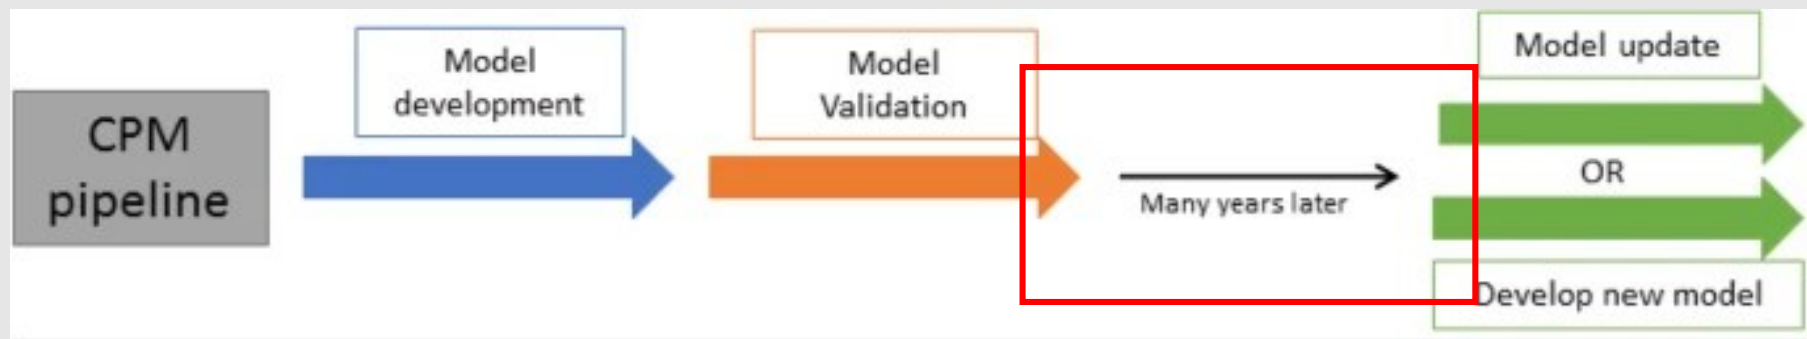 CPM
pipeline
Model
development
Model
Validation
Many years later
Model update
OR
Develop new model